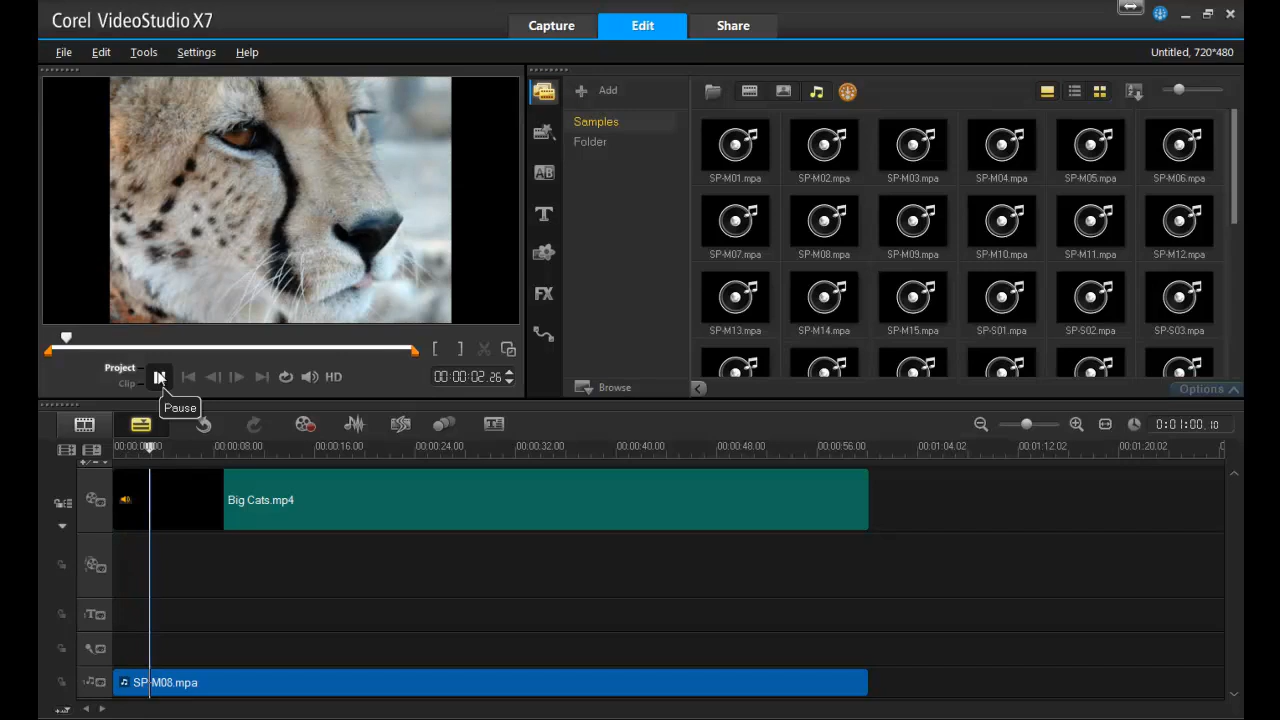 Corel VideoStudio X7
Capture
Edit
Share
File
Edit
Tools
Settings
Help
Untitled, 720*480
Add
Samples
Folder
SP-M01.mpa
SP-M02.mpa
SP-M03.mpa
SP-M04.mpa
SP-M05.mpa
SP-M06.mpa
SP-M07.mpa
SP-M08.mpa
SP-M09.mpa
SP-M10.mpa
SP-M11.mpa
SP-M12.mpa
SP-M13.mpa
SP-M14.mpa
SP-M15.mpa
SP-S01.mpa
SP-S02.mpa
SP-S03.mpa
Browse
Options
Project
Clip
HD
00:00:02.26
Pause
0:01:00.10
00:00:08.00
00:00:16.00
00:00:24.00
00:00:32.00
00:00:40.00
00:00:48.00
00:00:56.00
00:01:04.02
00:01:12.02
00:01:20.02
Big Cats.mp4
SP-M08.mpa